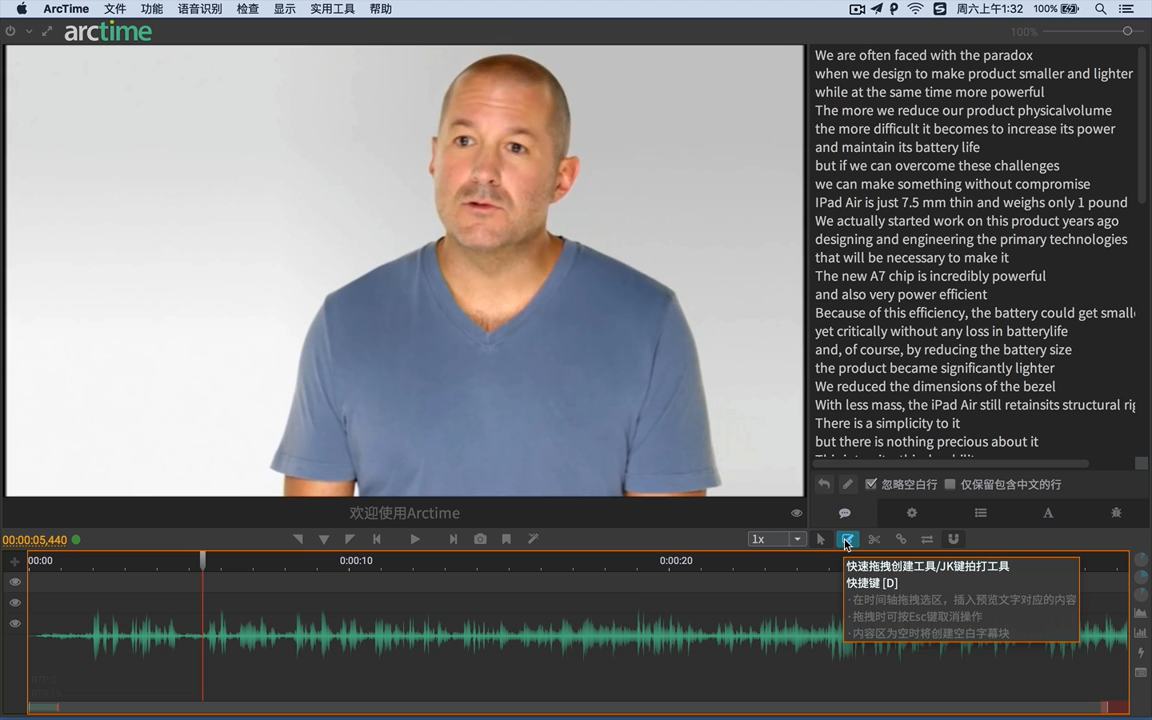 ArcTime 文件 功能 语音识别 检查 显示 实用工具 帮助 周六上午1:32 100%
arctime 100%
We are often faced with the paradox
when we design to make product smaller and lighter
while at the same time more powerful
The more we reduce our product physicalvolume
the more difficult it becomes to increase its power
and maintain its battery life
but if we can overcome these challenges
we can make something without compromise
IPad Air is just 7.5 mm thin and weighs only 1 pound
We actually started work on this product years ago
designing and engineering the primary technologies
that will be necessary to make it
The new A7 chip is incredibly powerful
and also very power efficient
Because of this efficiency, the battery could get small
yet critically without any loss in batterylife
and, of course, by reducing the battery size
the product became significantly lighter
We reduced the dimensions of the bezel
With less mass, the iPad Air still retainsits structural rig
There is a simplicity to it
but there is nothing precious about it
忽略空白行 仅保留包含中文的行
欢迎使用Arctime
00:00:05,440 1x
00:00 0:00:10 0:00:20
快速拖拽创建工具/JK键拍打工具
快捷键 [D]
·在时间轴拖拽选区，插入预览文字对应的内容
·拖拽时可按Esc键取消操作
·内容区为空时将创建空白字幕块